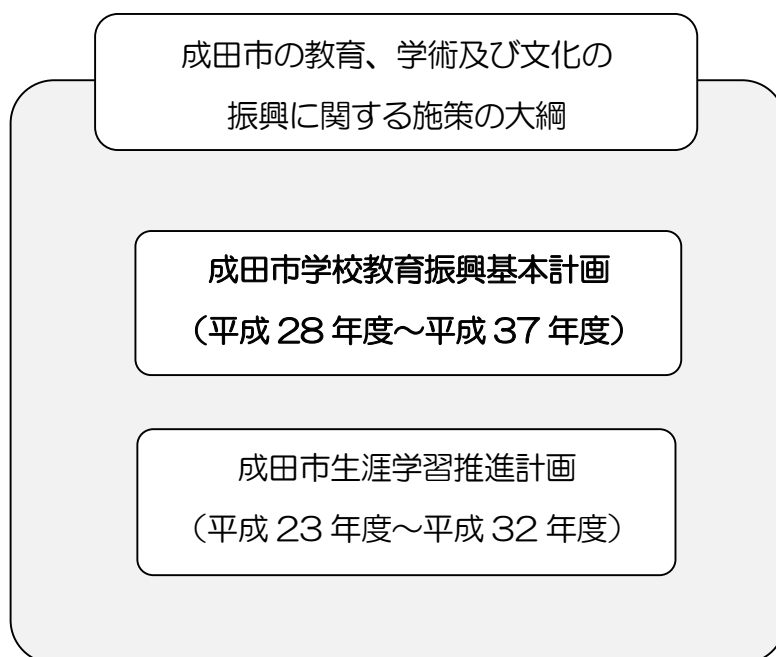 成田市の教育、学術及び文化の
振興に関する施策の大綱
成田市学校教育振興基本計画
（平成 28 年度～平成 37 年度）
成田市生涯学習推進計画
（平成 23 年度～平成 32 年度）